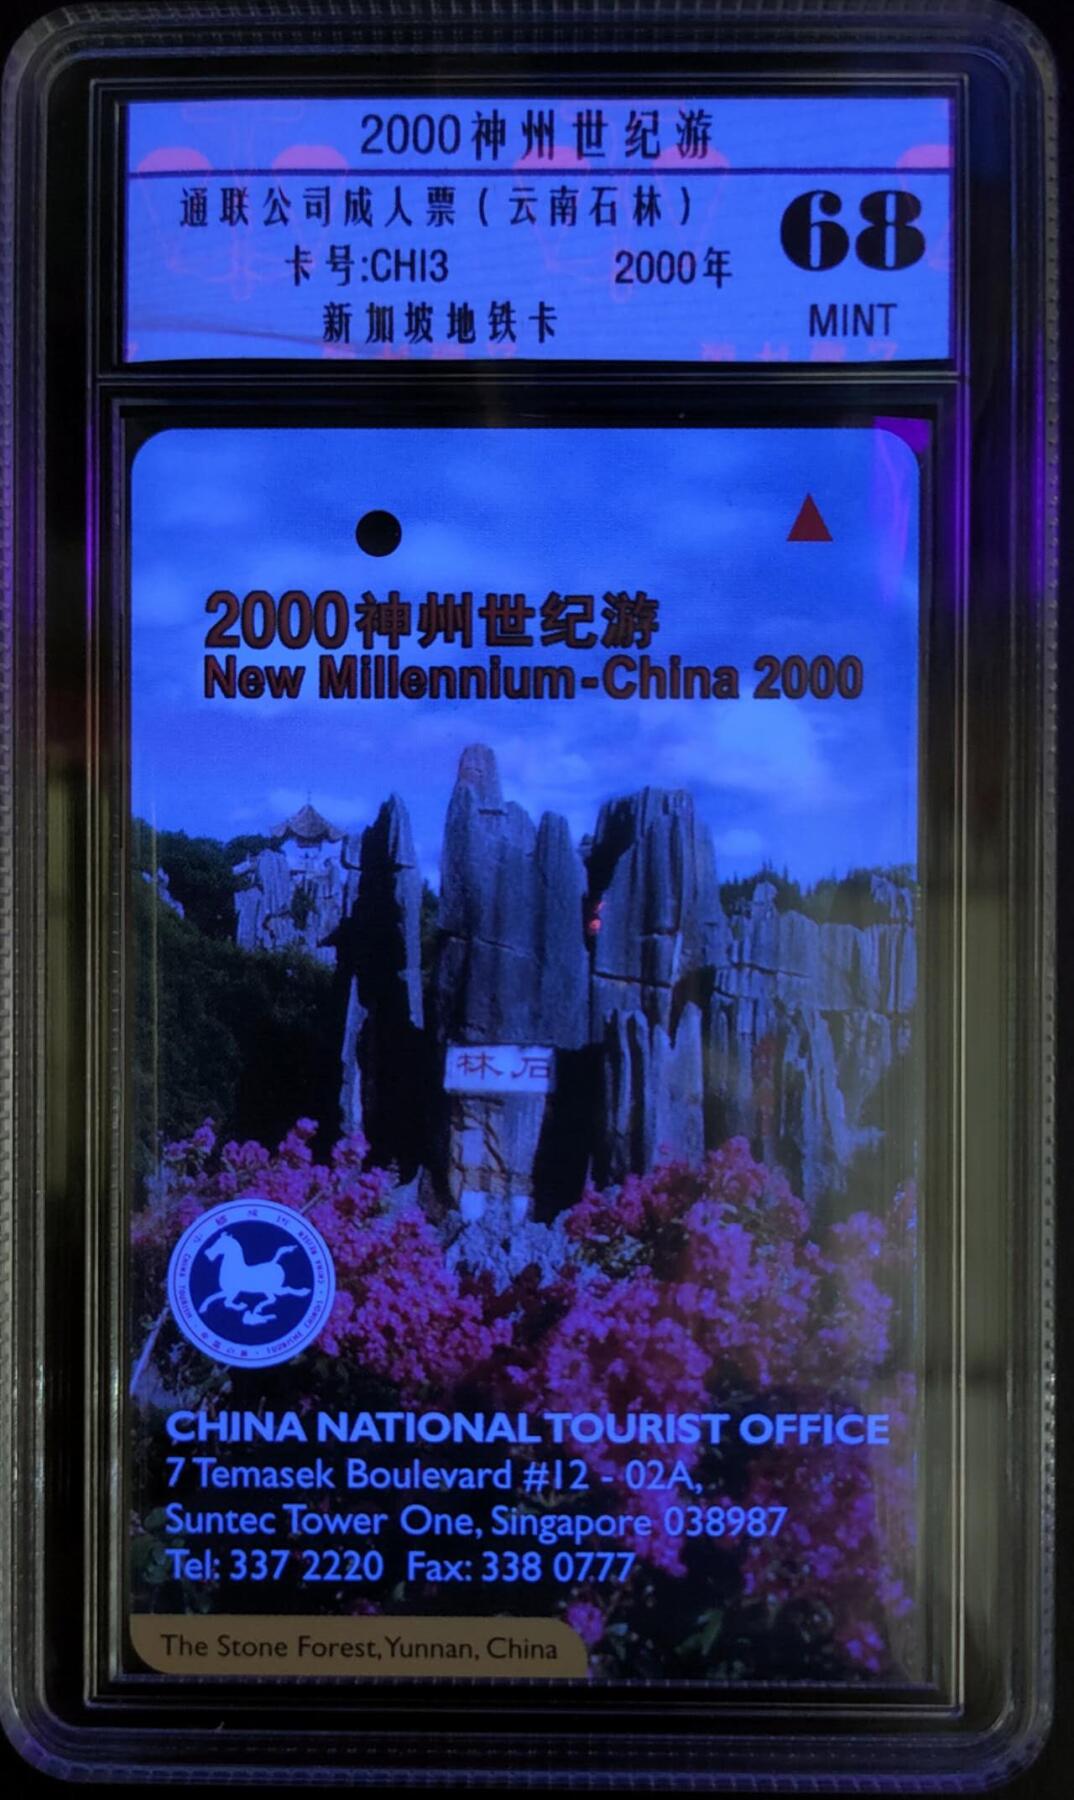 2000神州世纪游
通联公司成人票(云南石林)
68
卡号:CHI3 2000年
新加坡地铁卡
MINT
2000神州世纪游
New Millennium-China 2000
林石
CHINA NATIONAL TOURIST OFFICE
7 Temasek Boulevard #12 - 02A,
Suntec Tower One, Singapore 038987
Tel: 337 2220 Fax: 338 0777
The Stone Forest, Yunnan, China